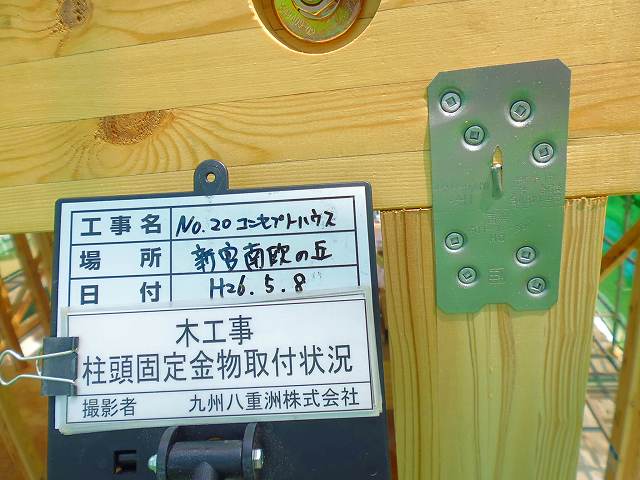 工事名 No.20 コンセプトハウス
場所 新宮南欧の丘
日付 H26.5.8
木工事
柱頭固定金物取付状況
撮影者 九州八重洲株式会社